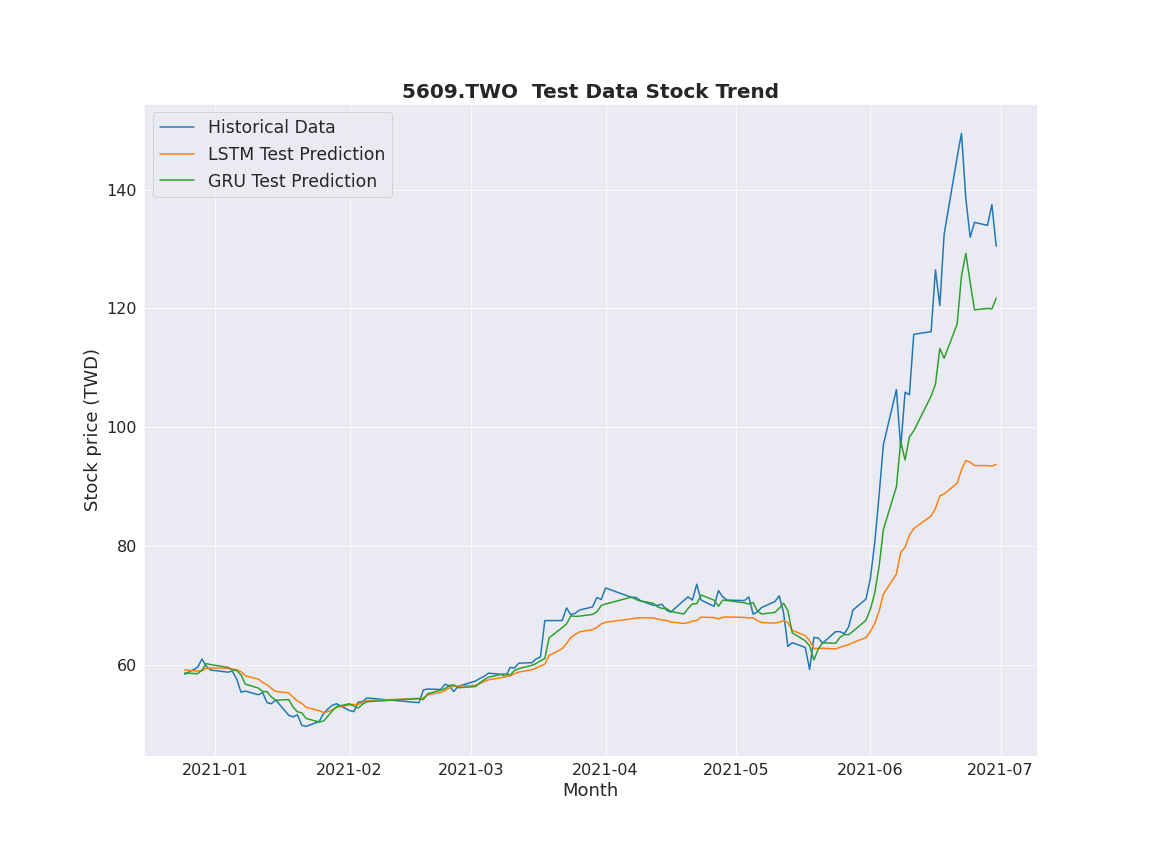 5609.TWO  Test Data Stock Trend
Historical Data
LSTM Test Prediction
GRU Test Prediction
Stock price (TWD)
140
120
100
80
60
2021-01 2021-02 2021-03 2021-04 2021-05 2021-06 2021-07
Month